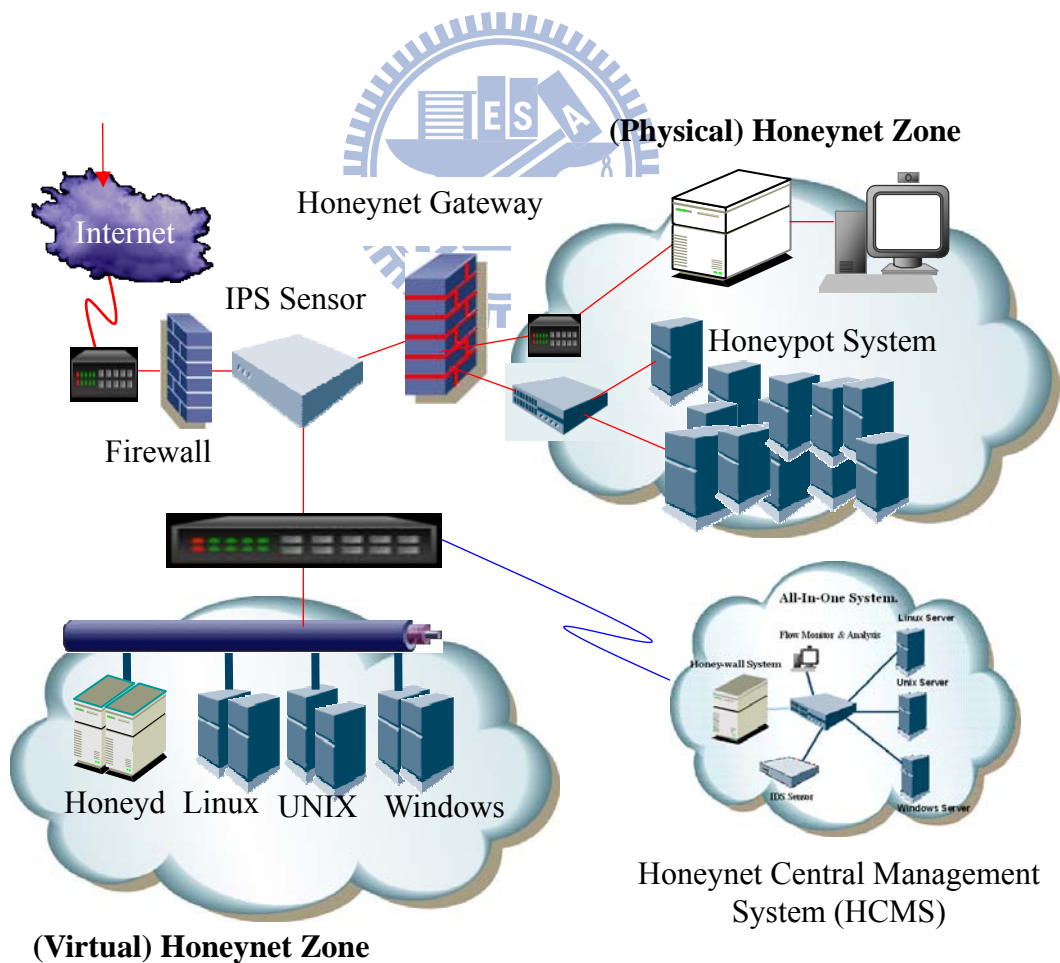 E S A
(Physical) Honeynet Zone
Honeynet Gateway
Internet
IPS Sensor
Honeypot System
Firewall
All-In-One System.
Linux Server
Flow Monitor & Analysis
Honey-wall System
Unix Server
IDS Sensor
Windows Server
Honeyd
Linux
UNIX
Windows
Honeynet Central Management
System (HCMS)
(Virtual) Honeynet Zone